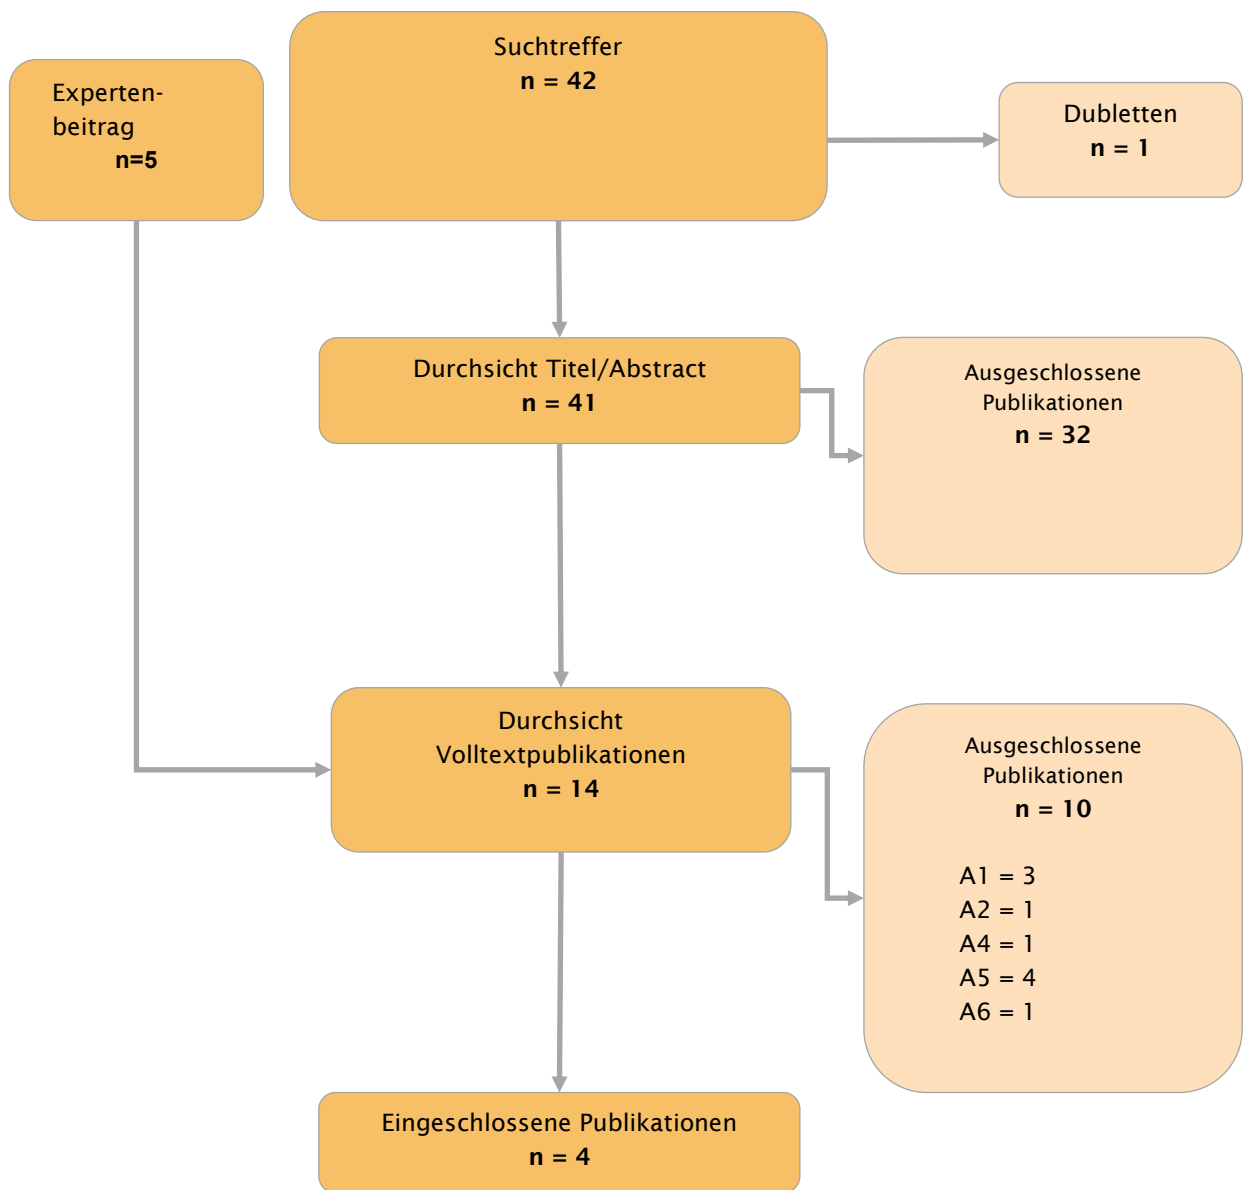 Suchtreffer
n = 42
Experten-
beitrag
n=5
Dubletten
n = 1
Durchsicht Titel/Abstract
n = 41
Ausgeschlossene
Publikationen
n = 32
Durchsicht
Volltextpublikationen
n = 14
Ausgeschlossene
Publikationen
n = 10
A1 = 3
A2 = 1
A4 = 1
A5 = 4
A6 = 1
Eingeschlossene Publikationen
n = 4